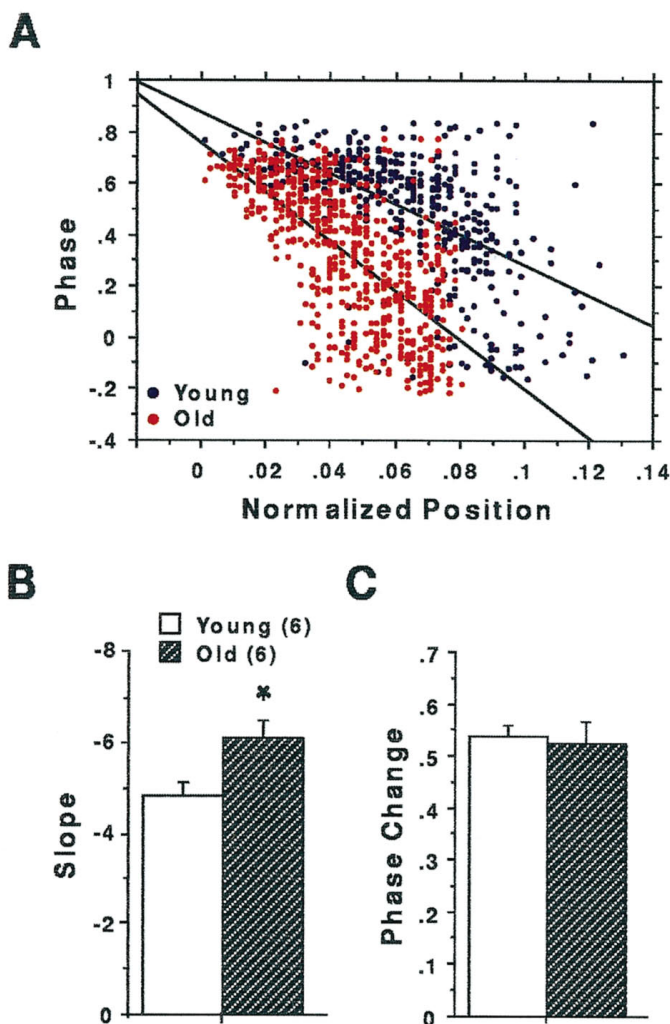 A
1
.8
.6
.4
.2
0
-.2
-.4
Phase
Young
Old
0 .02 .04 .06 .08 .1 .12 .14
Normalized Position
B
Young (6)
Old (6)
-8
-6
-4
-2
0
*
Slope
C
.7
.6
.5
.4
.3
.2
.1
0
Phase Change